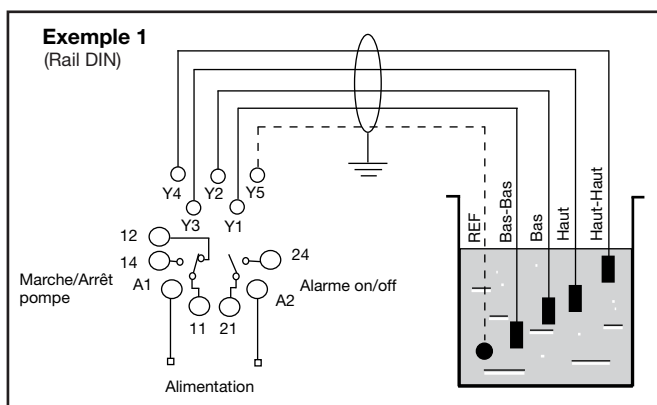 Exemple 1
(Rail DIN)
Y4
Y3
Y2
Y1
Y5
12
14
A1
11
21
24
A2
Marche/Arrêt
pompe
Alarme on/off
Alimentation
REF
Bas-Bas
Bas
Haut
Haut-Haut